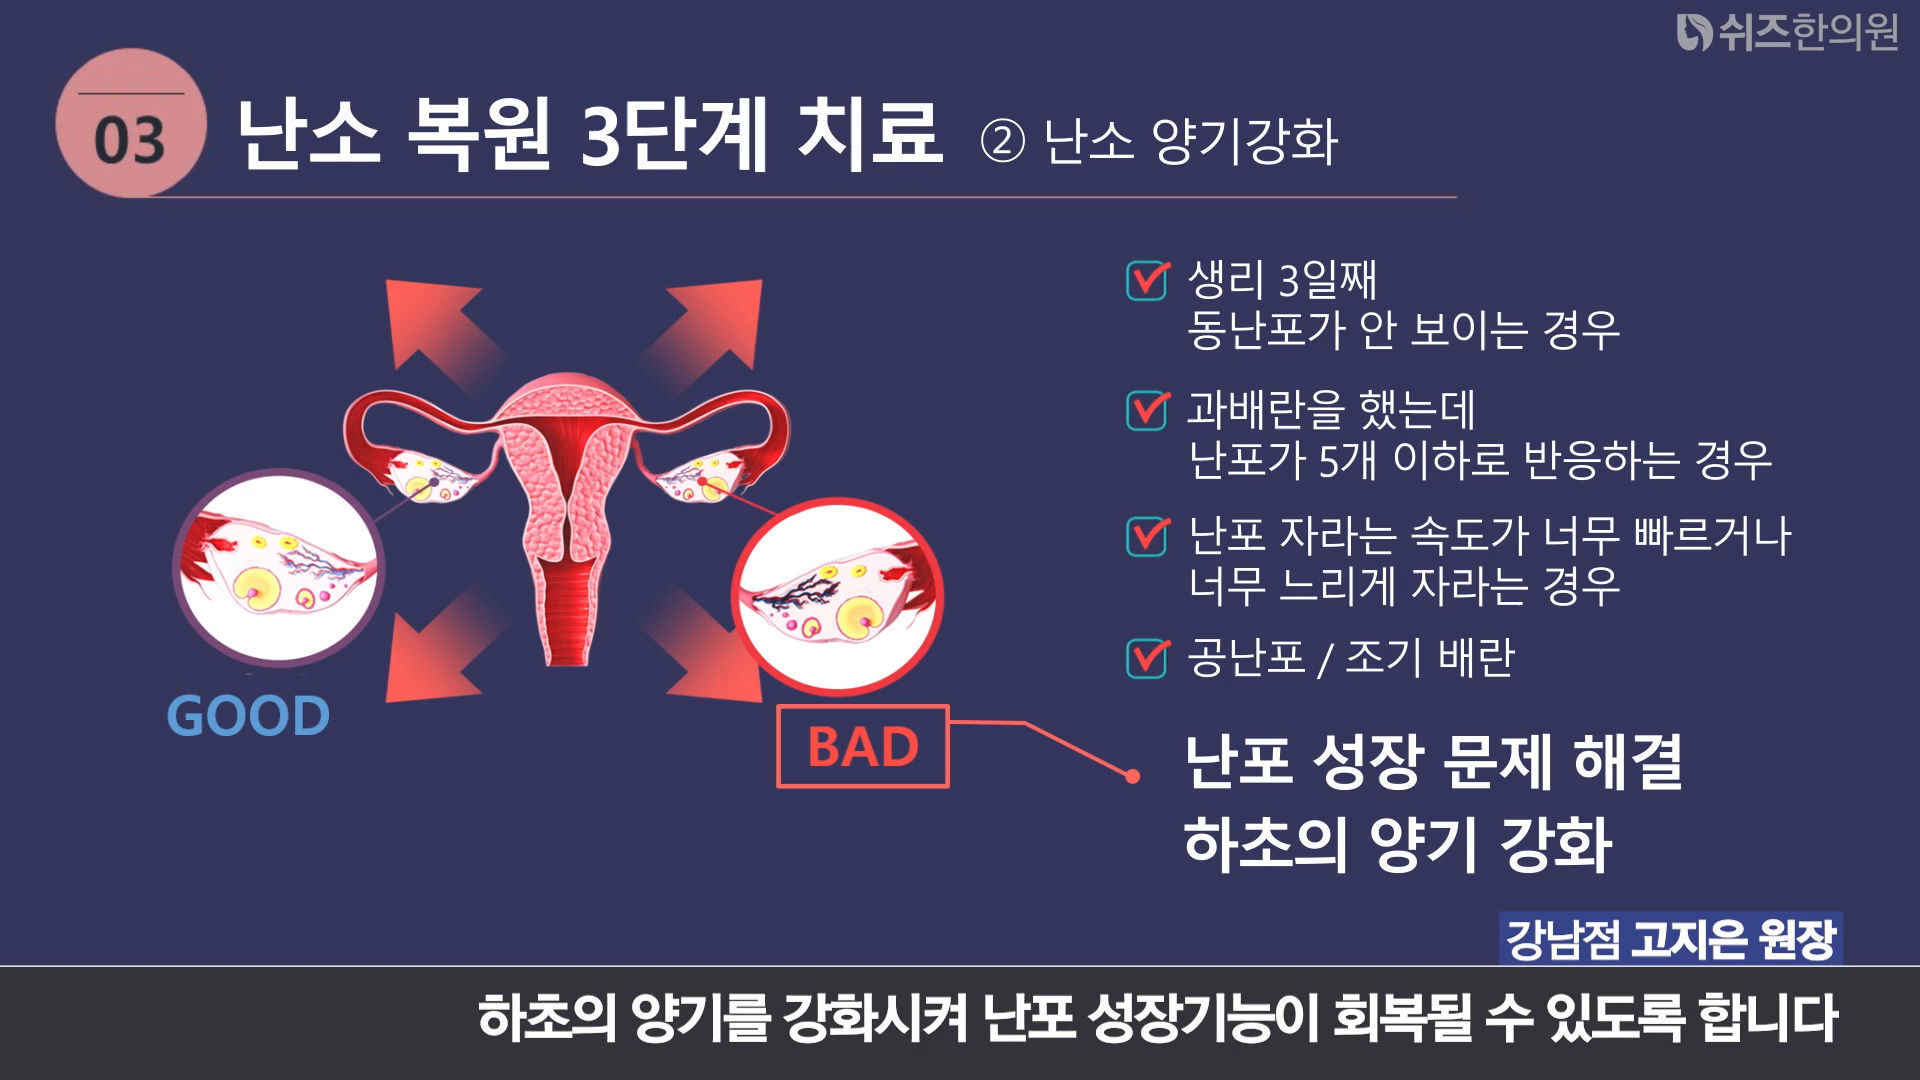 쉬즈한의원
03
난소 복원 3단계 치료 ② 난소 양기강화
생리 3일째
동난포가 안 보이는 경우
과배란을 했는데
난포가 5개 이하로 반응하는 경우
난포 자라는 속도가 너무 빠르거나
너무 느리게 자라는 경우
공난포 / 조기 배란
GOOD
BAD
난포 성장 문제 해결
하초의 양기 강화
강남점 고지은 원장
하초의 양기를 강화시켜 난포 성장기능이 회복될 수 있도록 합니다